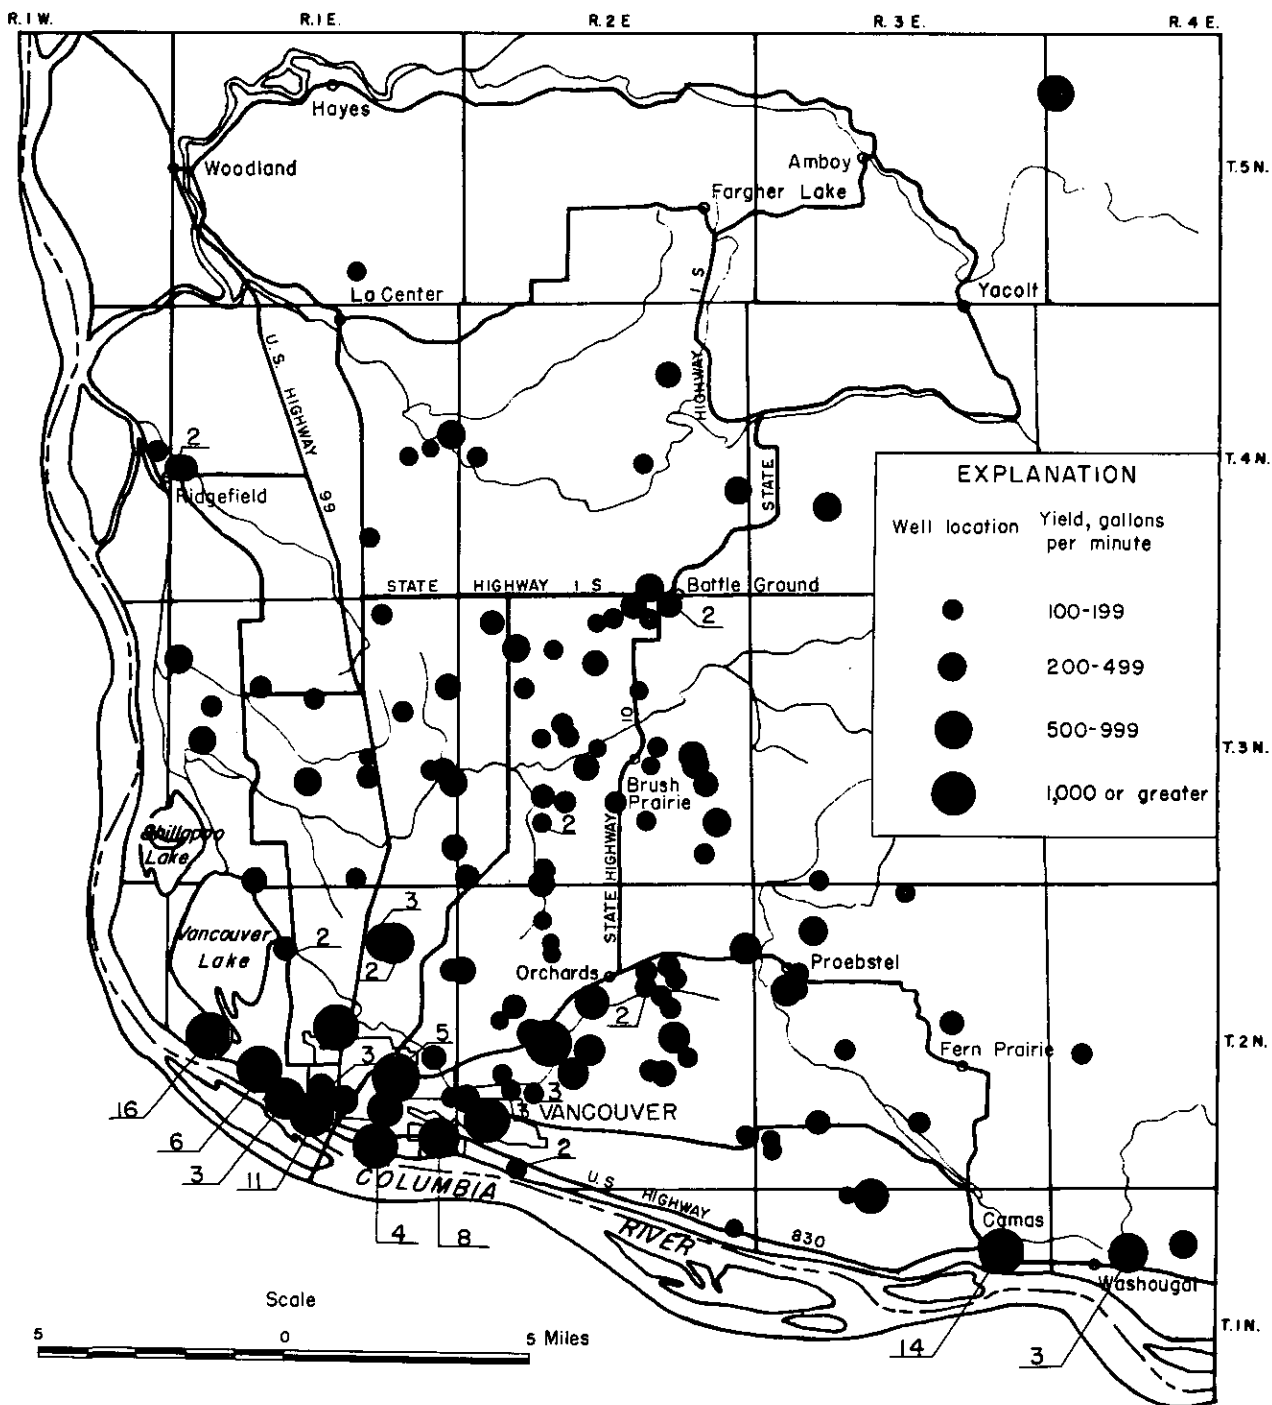 R. 1 W.
R. 1 E.
R. 2 E
R. 3 E.
R. 4 E.
Hayes
Woodland
Amboy
Fargher Lake
T. 5 N.
La Center
Yacolt
I S
HIGHWAY
U. S. HIGHWAY 99
STATE
2
Ridgefield
T. 4 N.
EXPLANATION
Well location
Yield, gallons per minute
100-199
200-499
500-999
1,000 or greater
STATE HIGHWAY I S
Battle Ground
2
10
STATE HIGHWAY
Brush Prairie
2
T. 3 N.
Shillapoo Lake
Vancouver Lake
3
2
2
Orchards
2
Proebstel
Fern Prairie
T. 2 N.
5
3
3
3
VANCOUVER
16
6
3
11
4
8
2
COLUMBIA RIVER
U.S. HIGHWAY 830
Camas
Washougal
14
3
T. 1 N.
Scale
5 0 5 Miles